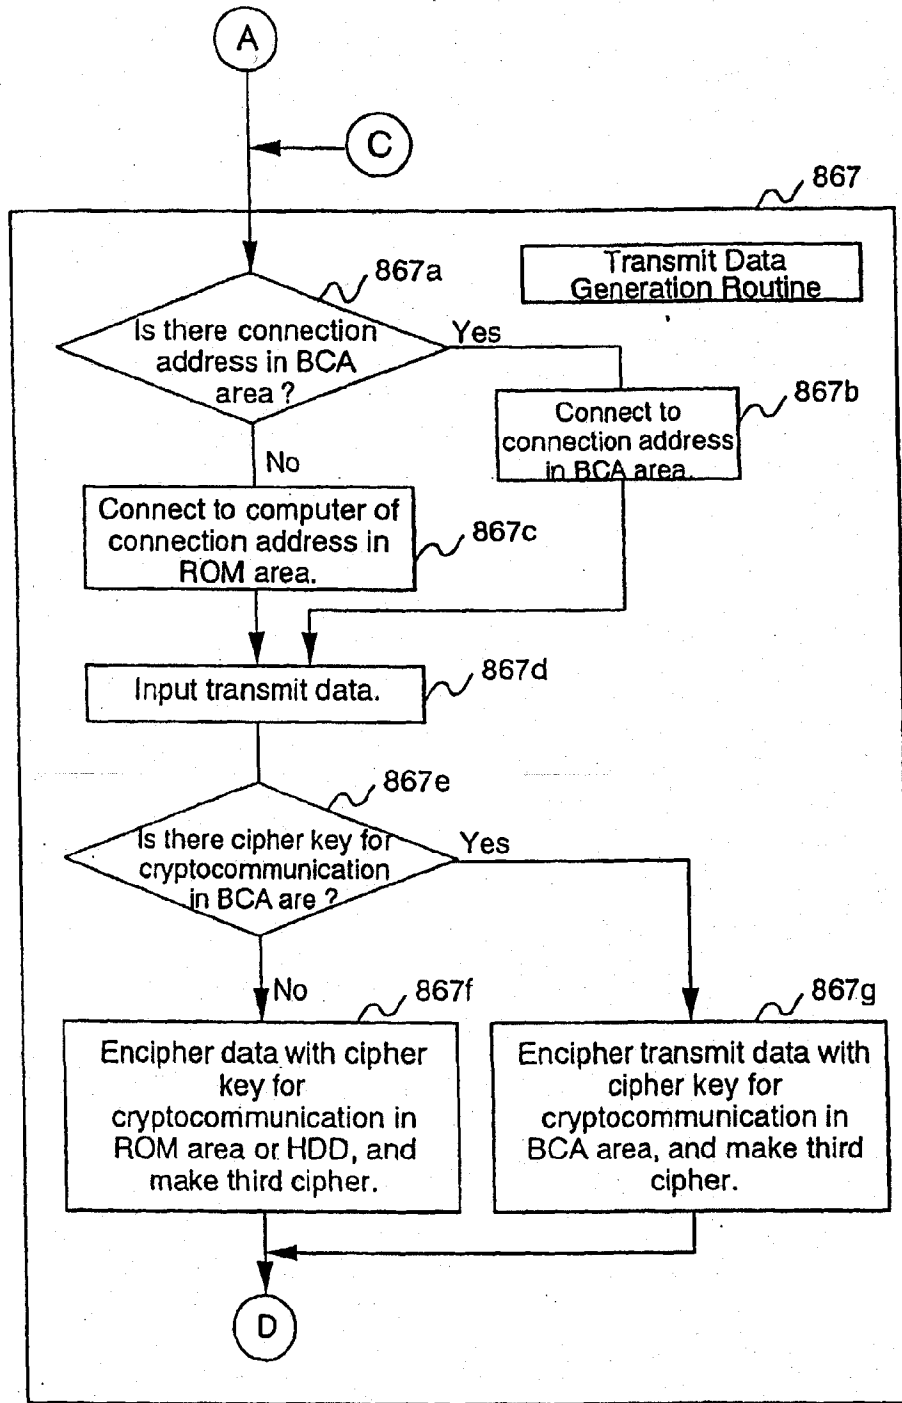 A
C
867
Transmit Data
Generation Routine
867a
Is there connection
address in BCA
area ?
Yes
867b
Connect to
connection address
in BCA area.
No
Connect to computer of
connection address in
ROM area.
867c
Input transmit data.
867d
867e
Is there cipher key for
cryptocommunication
in BCA are ?
Yes
No
867f
Encipher data with cipher
key for
cryptocommunication in
ROM area or HDD, and
make third cipher.
867g
Encipher transmit data with
cipher key for
cryptocommunication in
BCA area, and make third
cipher.
D